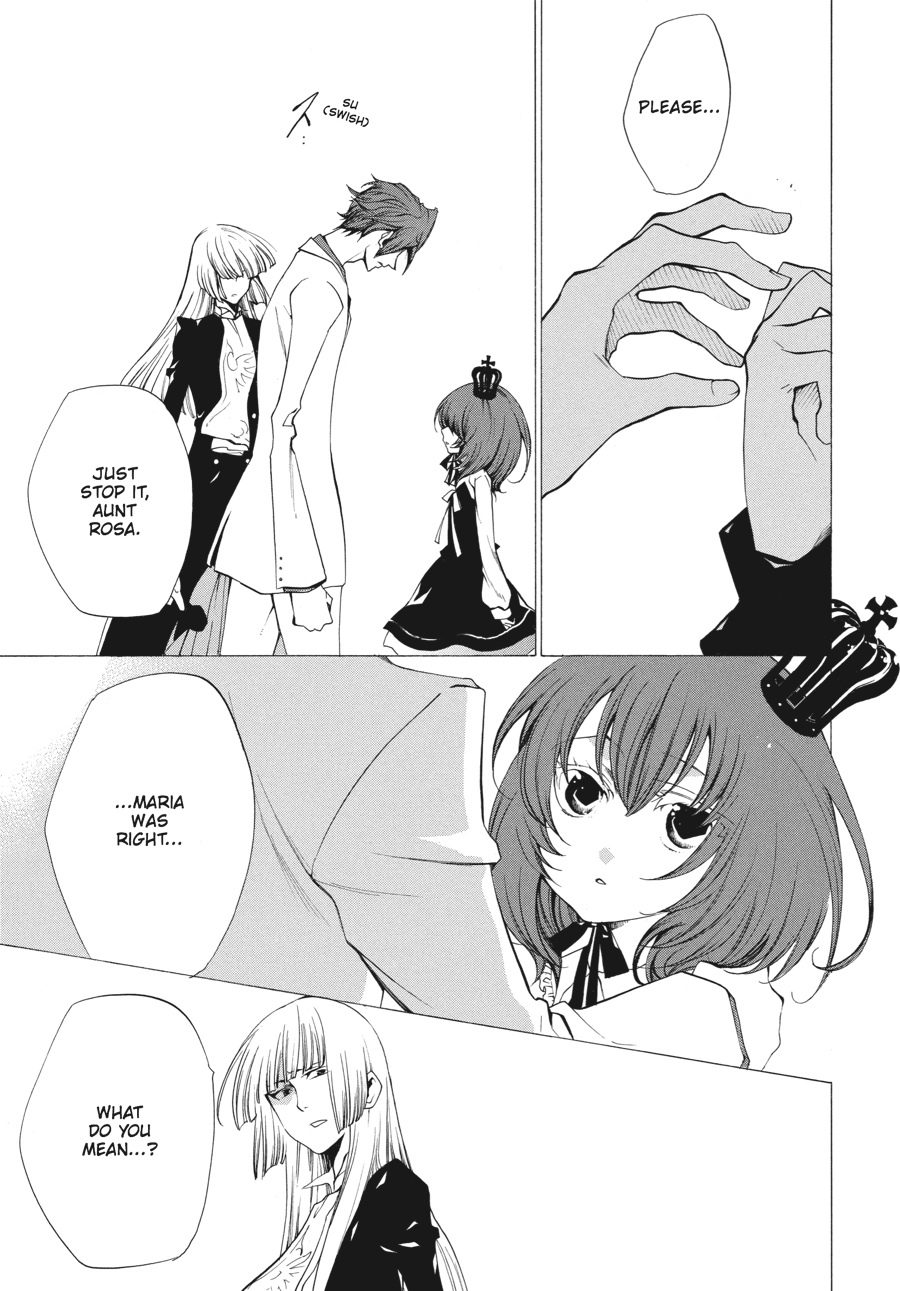 PLEASE...
ス
SU
(SWISH)
JUST
STOP IT,
AUNT
ROSA.
...MARIA
WAS
RIGHT...
WHAT
DO YOU
MEAN...?